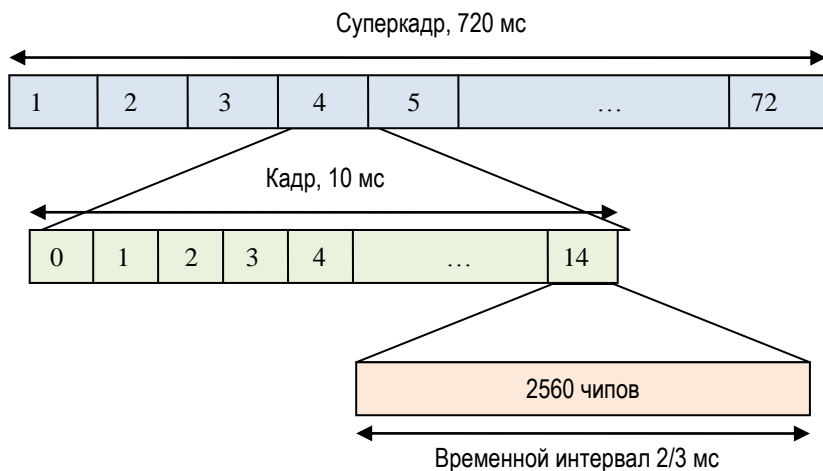 Суперкадр, 720 мс
1 2 3 4 5 … 72
Кадр, 10 мс
0 1 2 3 4 … 14
2560 чипов
Временной интервал 2/3 мс